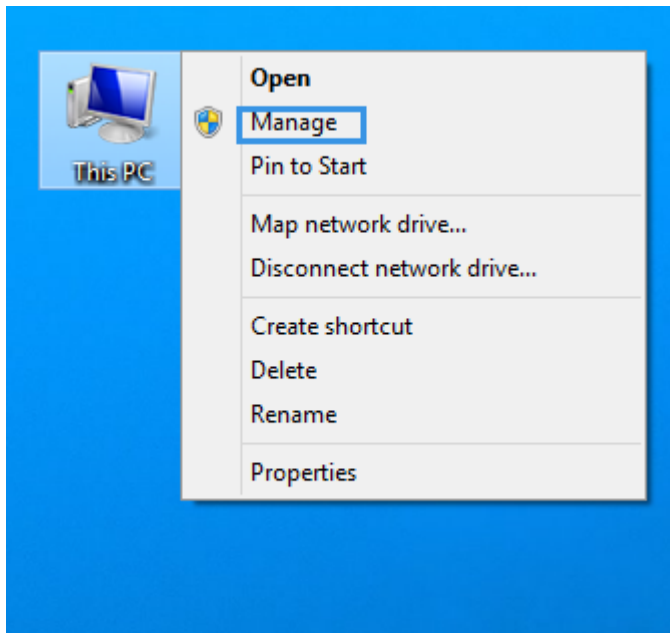 This PC
Open
Manage
Pin to Start
Map network drive...
Disconnect network drive...
Create shortcut
Delete
Rename
Properties